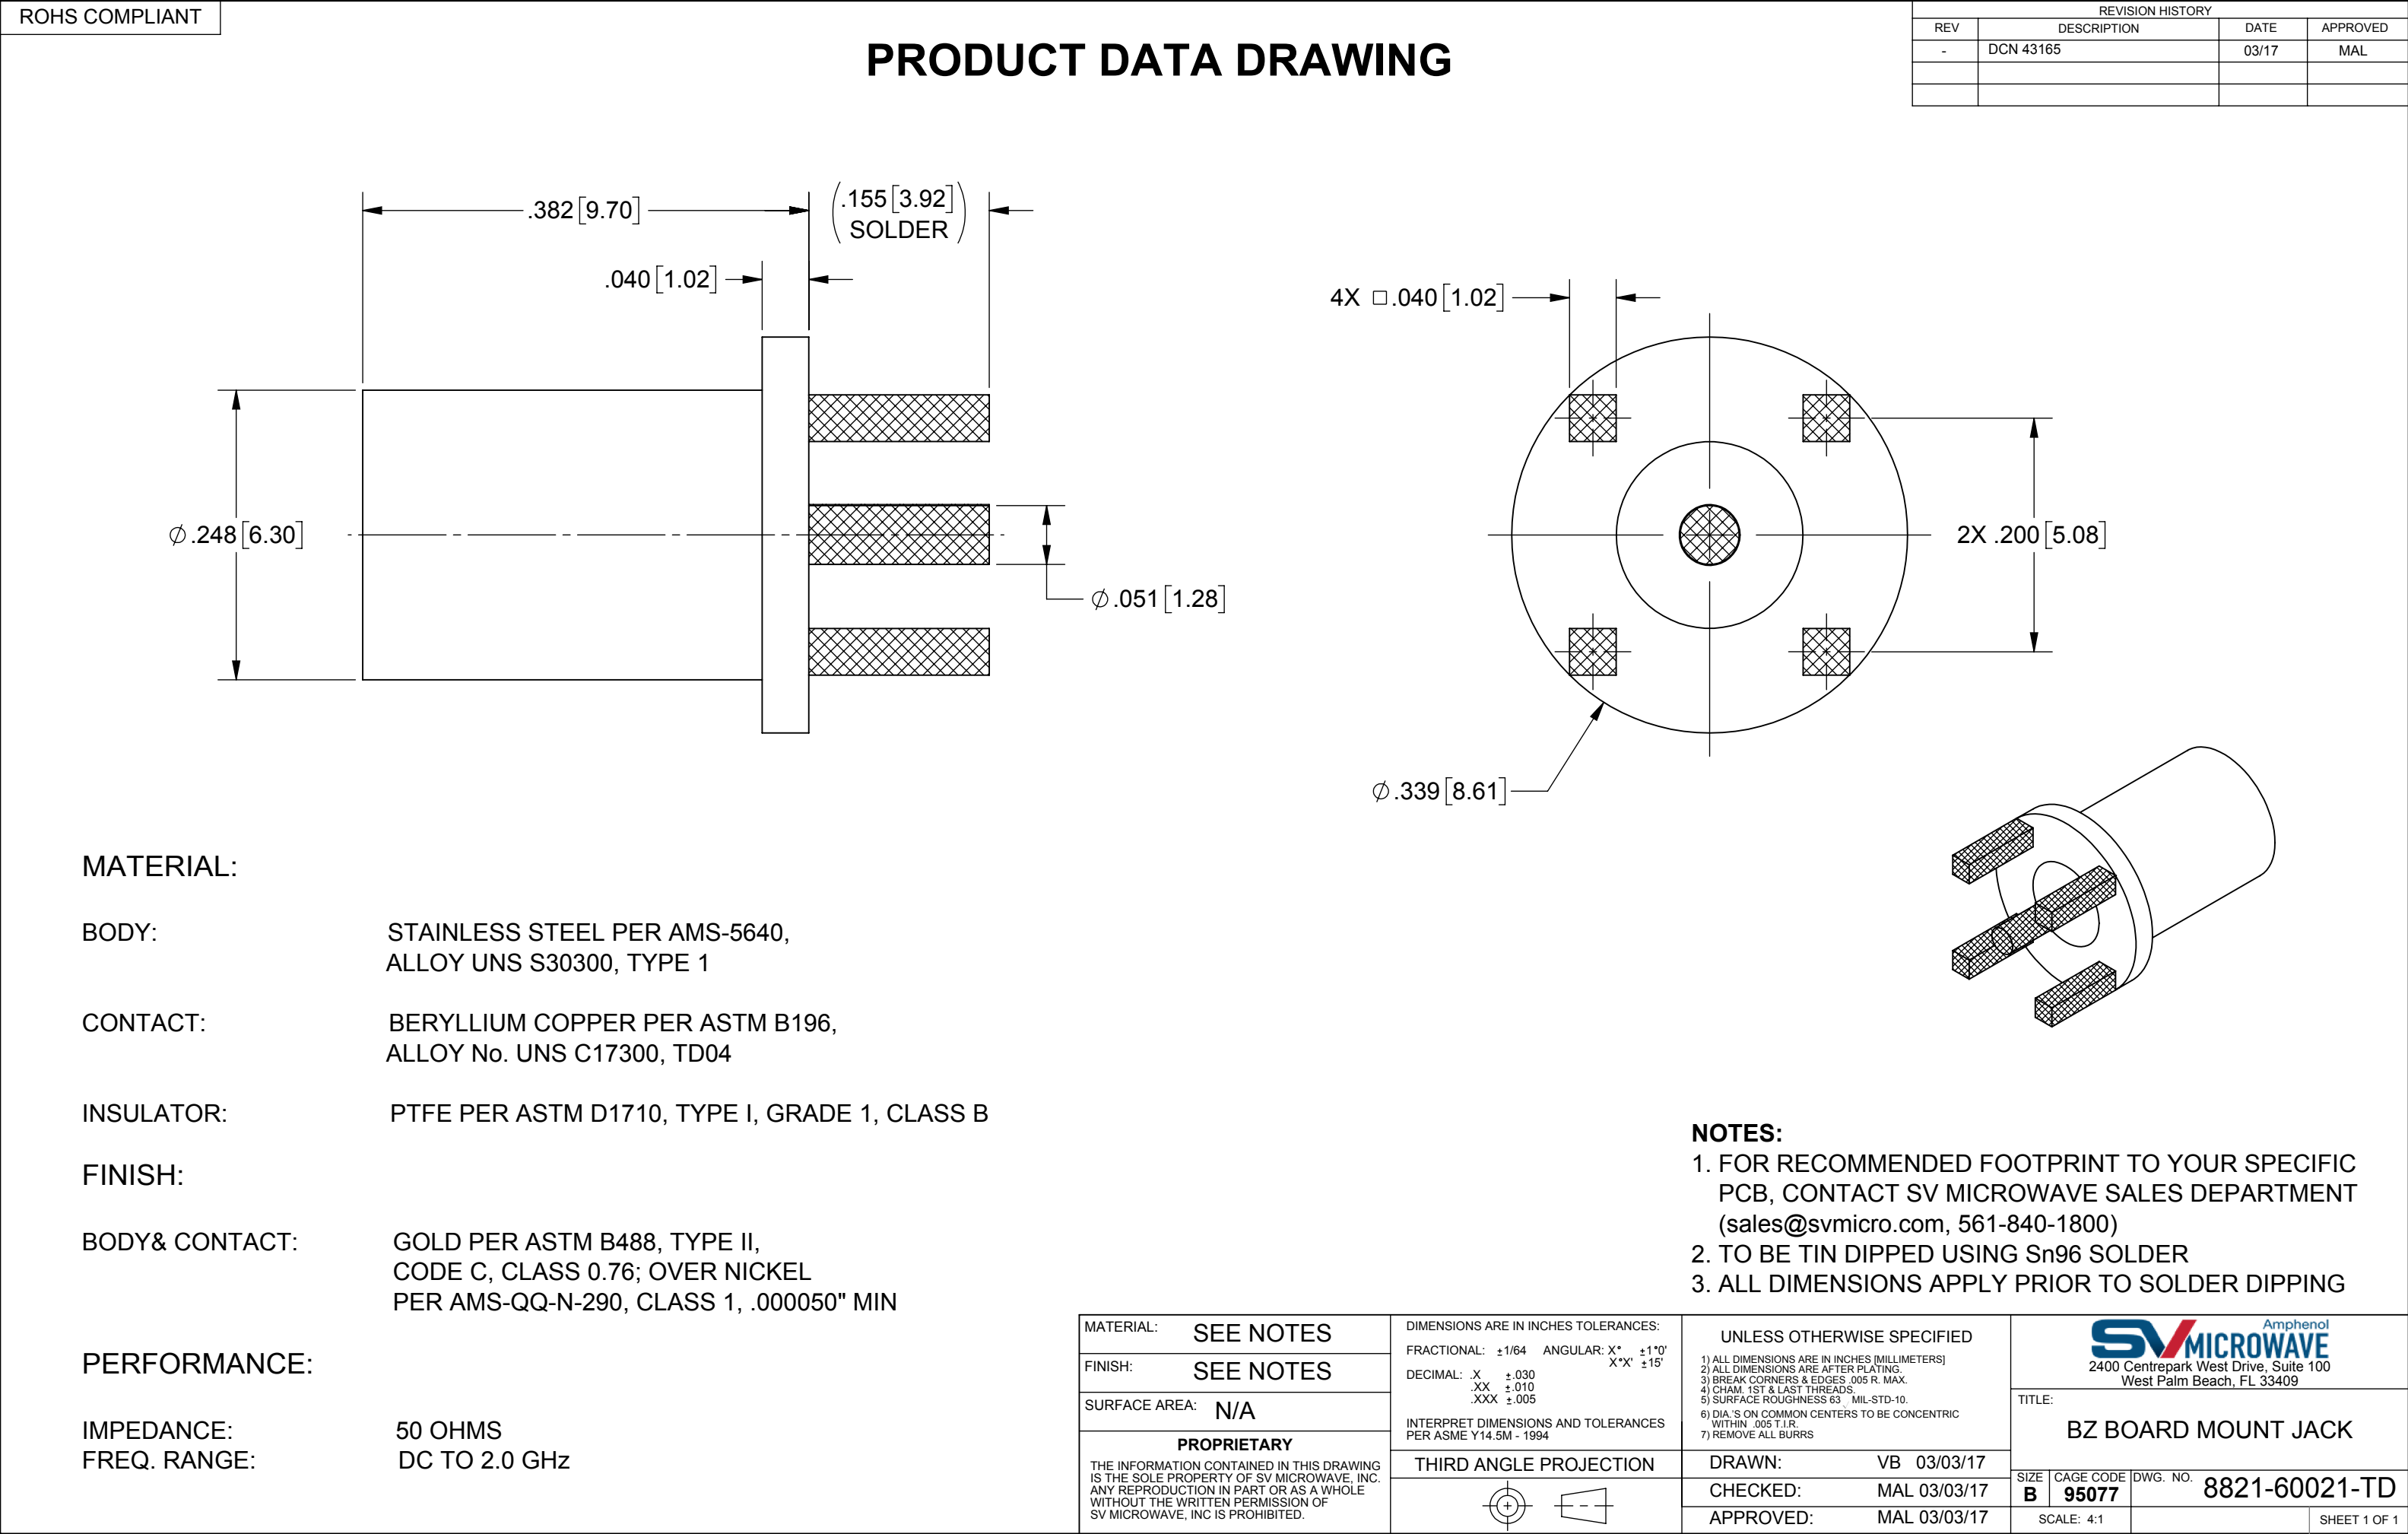 ROHS COMPLIANT
PRODUCT DATA DRAWING
REVISION HISTORY
REV DESCRIPTION DATE APPROVED
- DCN 43165 03/17 MAL
.382[9.70]
(.155[3.92]
SOLDER)
.040[1.02]
∅.248[6.30]
∅.051[1.28]
4X □.040[1.02]
2X .200[5.08]
∅.339[8.61]
MATERIAL:
BODY: STAINLESS STEEL PER AMS-5640,
ALLOY UNS S30300, TYPE 1
CONTACT: BERYLLIUM COPPER PER ASTM B196,
ALLOY No. UNS C17300, TD04
INSULATOR: PTFE PER ASTM D1710, TYPE I, GRADE 1, CLASS B
FINISH:
BODY& CONTACT: GOLD PER ASTM B488, TYPE II,
CODE C, CLASS 0.76; OVER NICKEL
PER AMS-QQ-N-290, CLASS 1, .000050" MIN
PERFORMANCE:
IMPEDANCE: 50 OHMS
FREQ. RANGE: DC TO 2.0 GHz
NOTES:
1. FOR RECOMMENDED FOOTPRINT TO YOUR SPECIFIC
PCB, CONTACT SV MICROWAVE SALES DEPARTMENT
(sales@svmicro.com, 561-840-1800)
2. TO BE TIN DIPPED USING Sn96 SOLDER
3. ALL DIMENSIONS APPLY PRIOR TO SOLDER DIPPING
MATERIAL: SEE NOTES
FINISH: SEE NOTES
SURFACE AREA: N/A
PROPRIETARY
THE INFORMATION CONTAINED IN THIS DRAWING
IS THE SOLE PROPERTY OF SV MICROWAVE, INC.
ANY REPRODUCTION IN PART OR AS A WHOLE
WITHOUT THE WRITTEN PERMISSION OF
SV MICROWAVE, INC IS PROHIBITED.
DIMENSIONS ARE IN INCHES TOLERANCES:
FRACTIONAL: ±1/64 ANGULAR: X° ±1°0'
X°X' ±15'
DECIMAL: .X ±.030
.XX ±.010
.XXX ±.005
INTERPRET DIMENSIONS AND TOLERANCES
PER ASME Y14.5M - 1994
THIRD ANGLE PROJECTION
UNLESS OTHERWISE SPECIFIED
1) ALL DIMENSIONS ARE IN INCHES [MILLIMETERS]
2) ALL DIMENSIONS ARE AFTER PLATING.
3) BREAK CORNERS & EDGES .005 R. MAX.
4) CHAM. 1ST & LAST THREADS.
5) SURFACE ROUGHNESS 63 MIL-STD-10.
6) DIA.'S ON COMMON CENTERS TO BE CONCENTRIC
WITHIN .005 T.I.R.
7) REMOVE ALL BURRS
DRAWN: VB 03/03/17
CHECKED: MAL 03/03/17
APPROVED: MAL 03/03/17
Amphenol
SV MICROWAVE
2400 Centrepark West Drive, Suite 100
West Palm Beach, FL 33409
TITLE:
BZ BOARD MOUNT JACK
SIZE CAGE CODE DWG. NO.
B 95077 8821-60021-TD
SCALE: 4:1 SHEET 1 OF 1